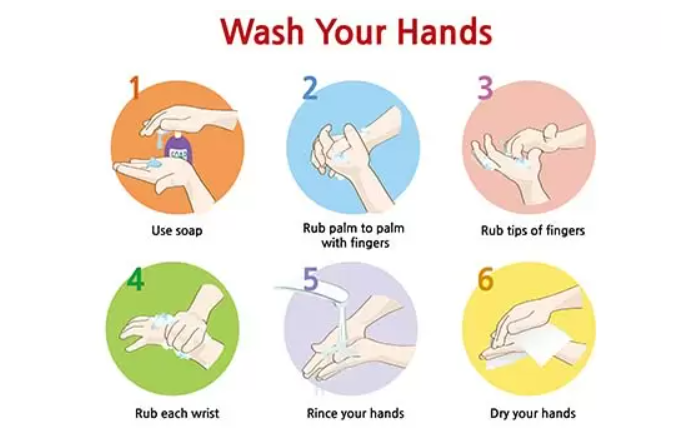 Wash Your Hands
1
2
3
SOAP
Use soap
Rub palm to palm
with fingers
Rub tips of fingers
4
5
6
Rub each wrist
Rince your hands
Dry your hands